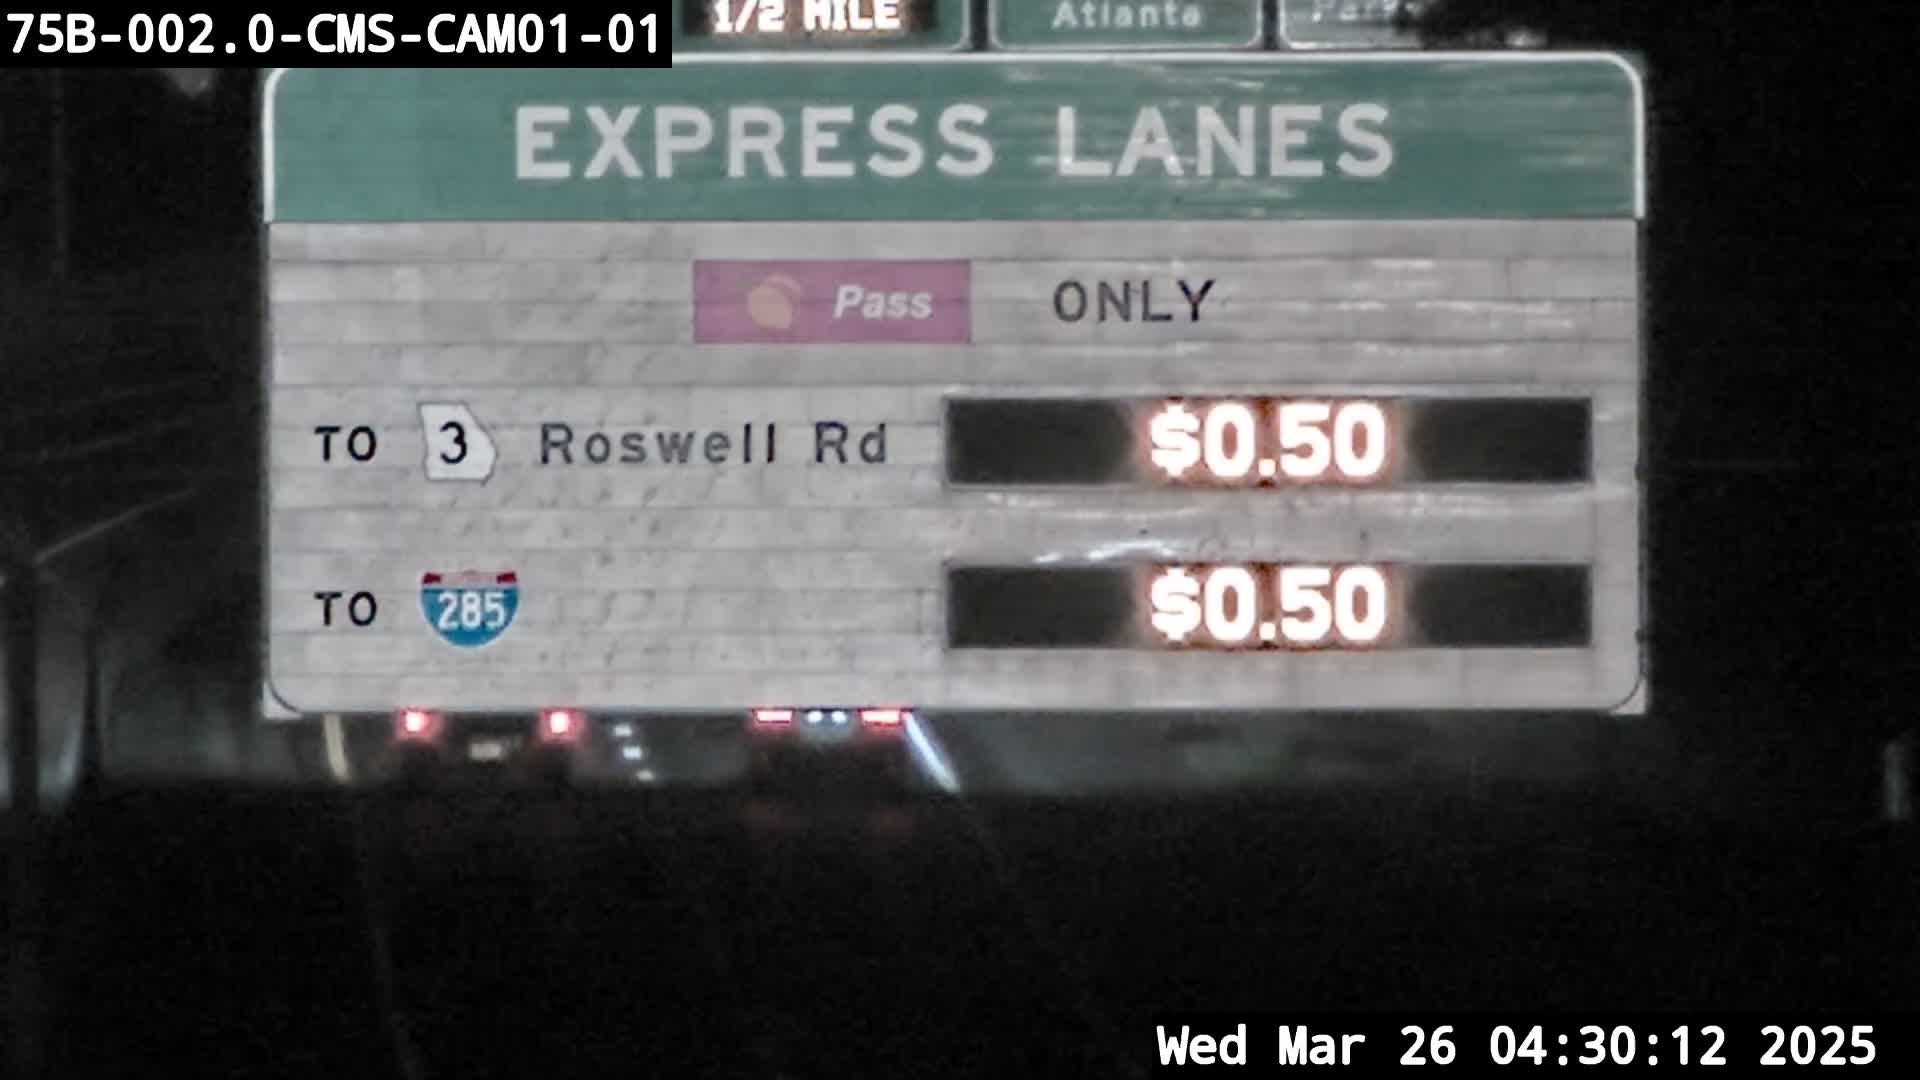 75B-002.0-CMS-CAM01-01
1/2 MILE
Atlanta
EXPRESS LANES
Pass ONLY
TO 3 Roswell Rd $0.50
TO 285 $0.50
Wed Mar 26 04:30:12 2025